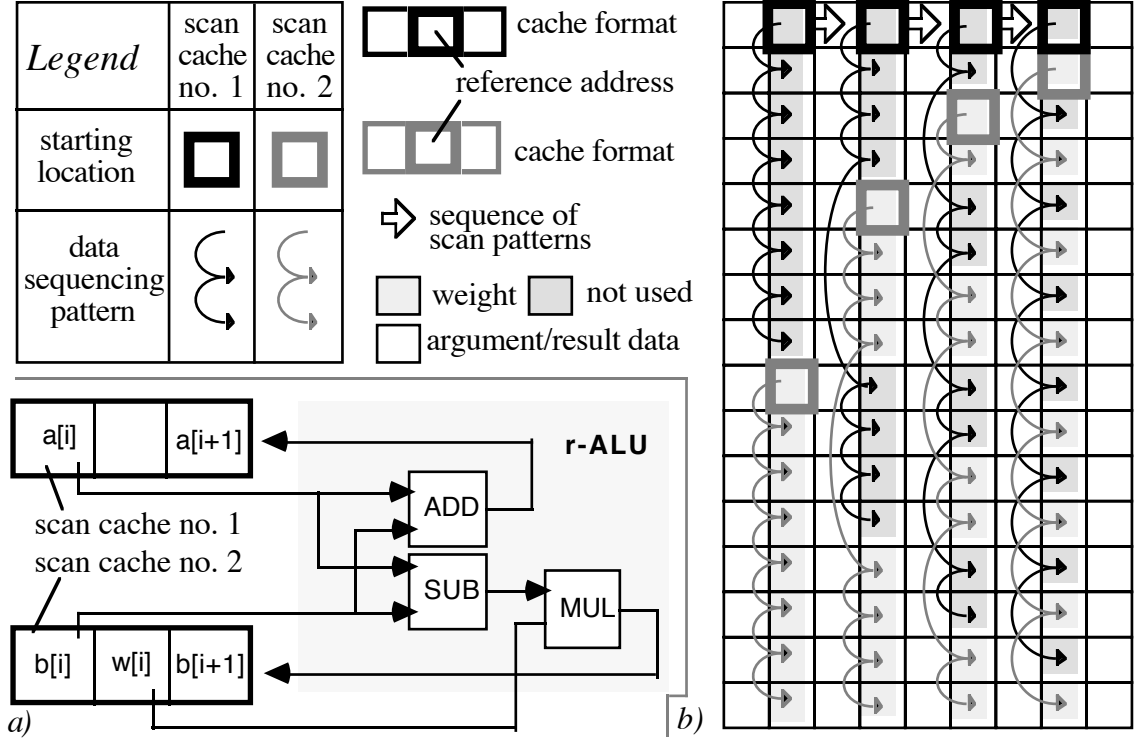 Legend
scan
cache
no. 1
scan
cache
no. 2
starting
location
data
sequencing
pattern
cache format
reference address
cache format
sequence of
scan patterns
weight
not used
argument/result data
a[i]
a[i+1]
r-ALU
ADD
scan cache no. 1
scan cache no. 2
SUB
MUL
b[i]
w[i]
b[i+1]
a)
b)